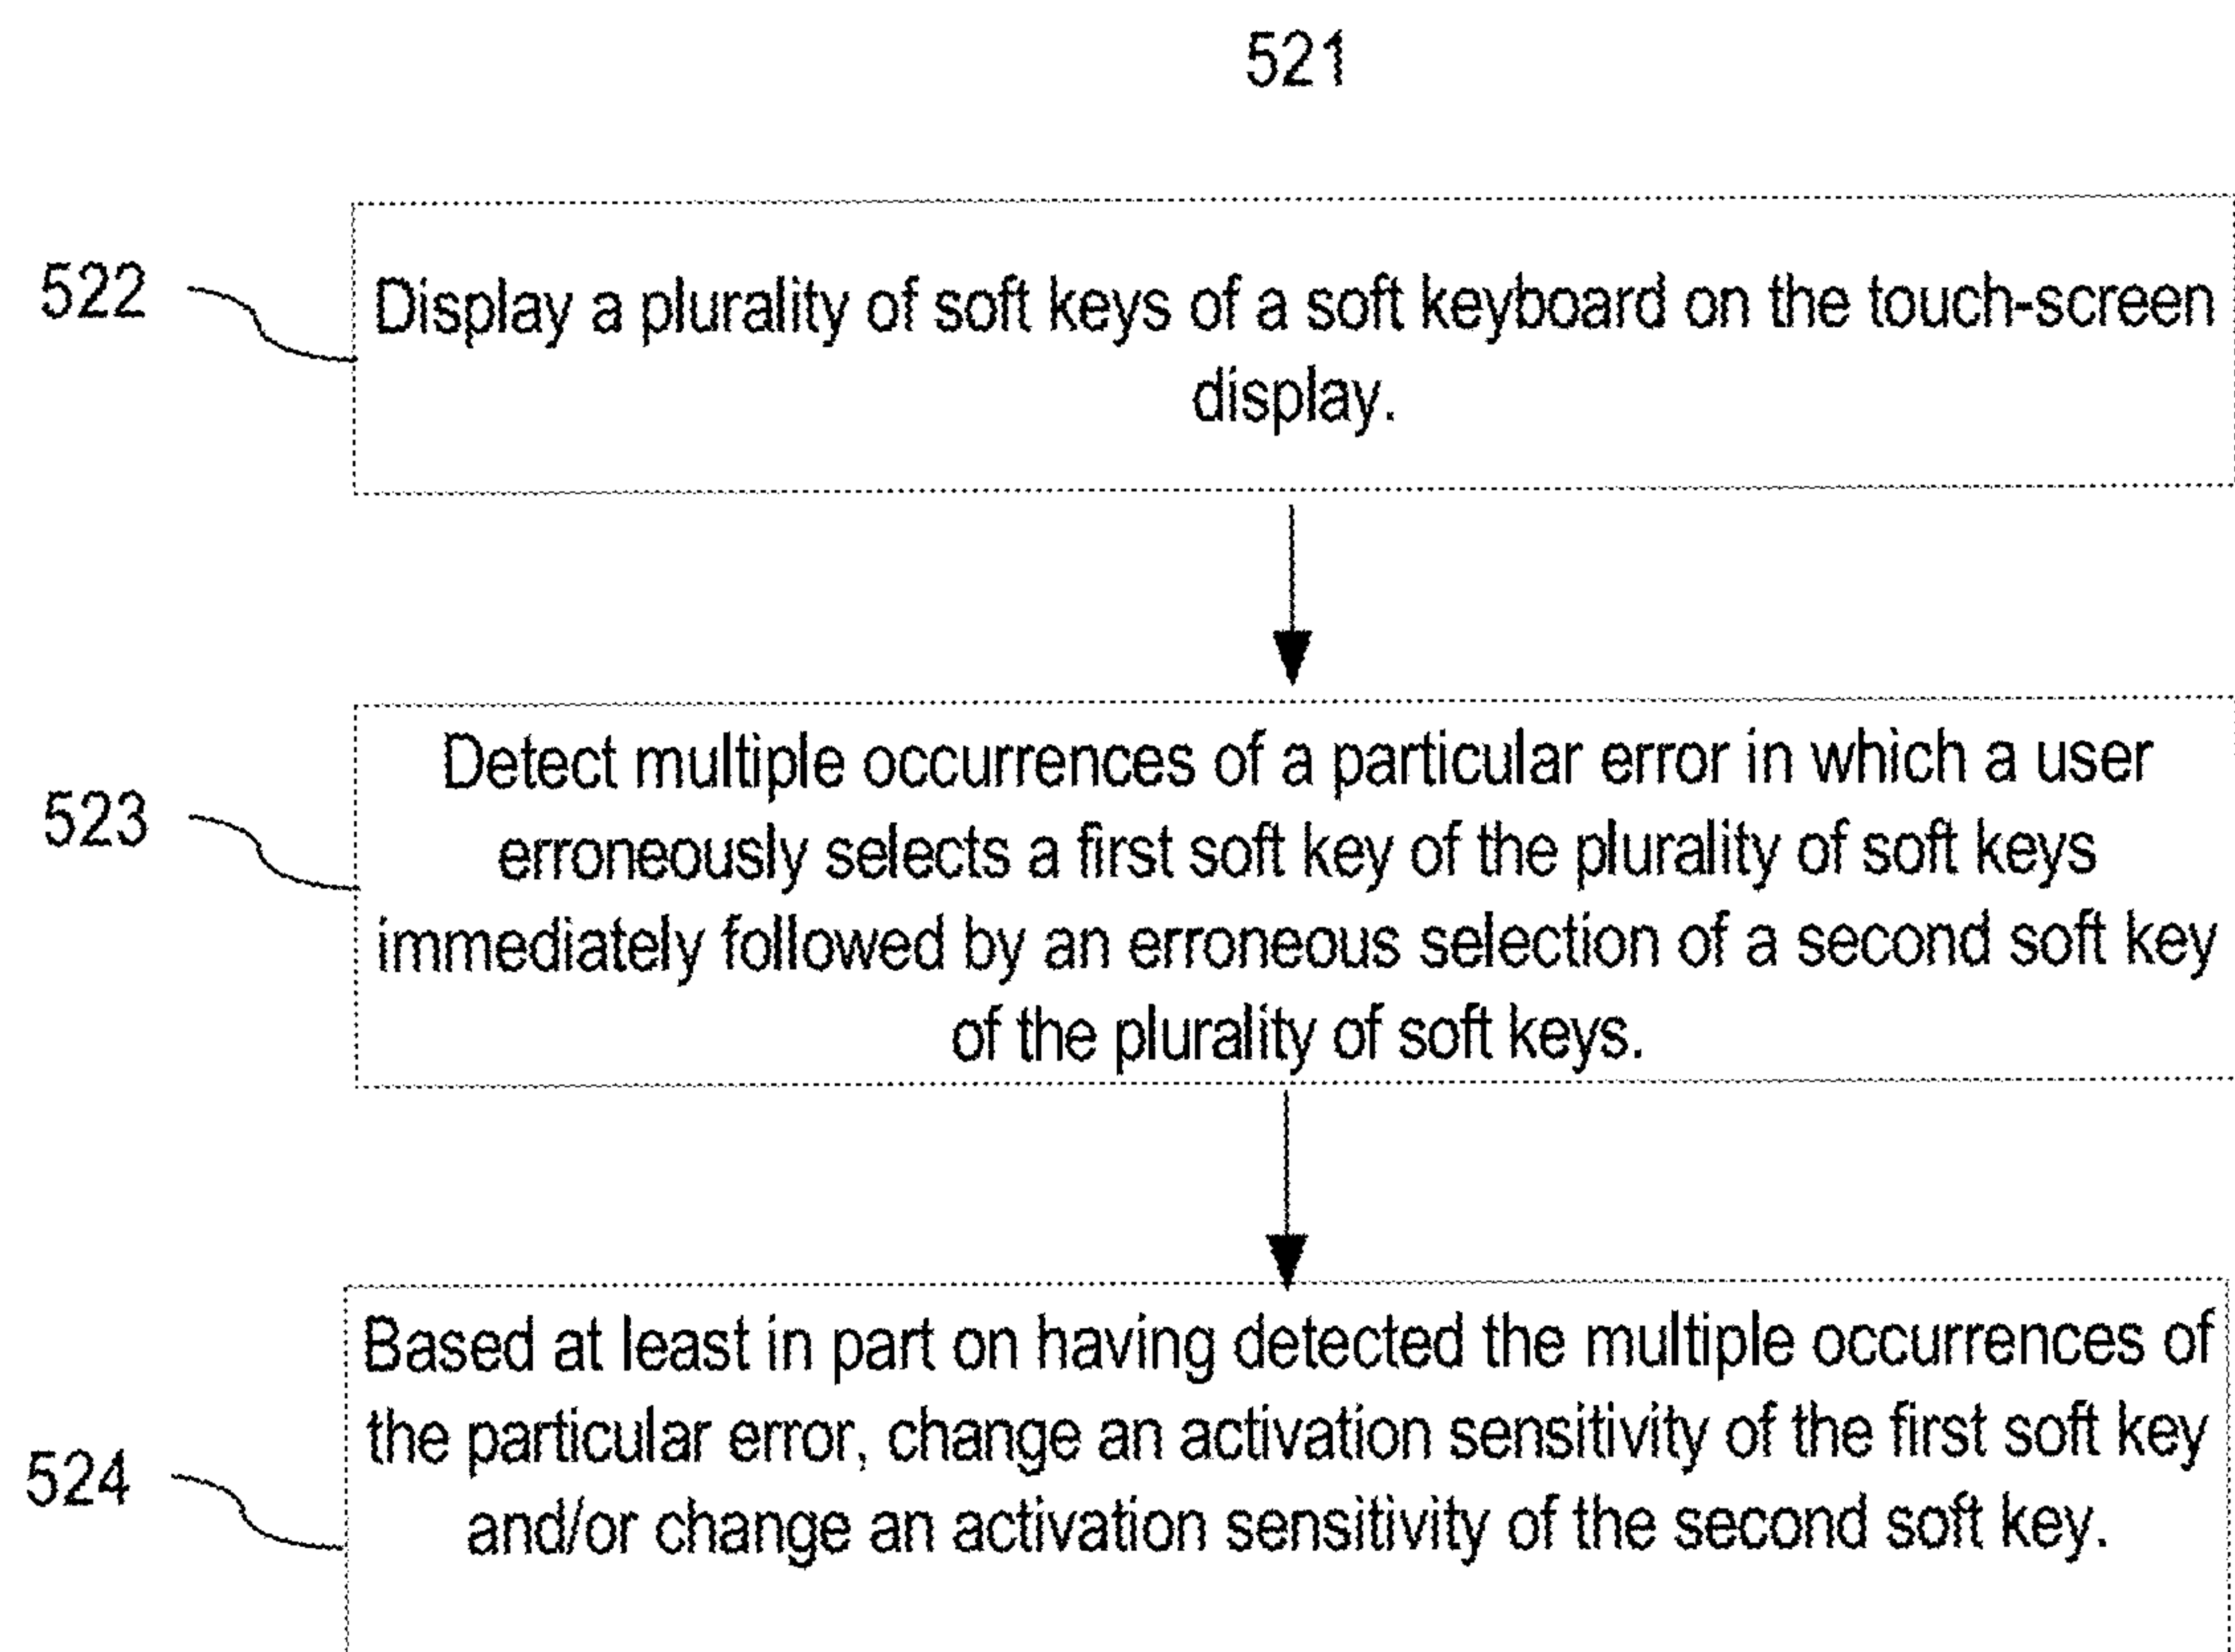 521
522
Display a plurality of soft keys of a soft keyboard on the touch-screen
display.
523
Detect multiple occurrences of a particular error in which a user
erroneously selects a first soft key of the plurality of soft keys
immediately followed by an erroneous selection of a second soft key
of the plurality of soft keys.
524
Based at least in part on having detected the multiple occurrences of
the particular error, change an activation sensitivity of the first soft key
and/or change an activation sensitivity of the second soft key.